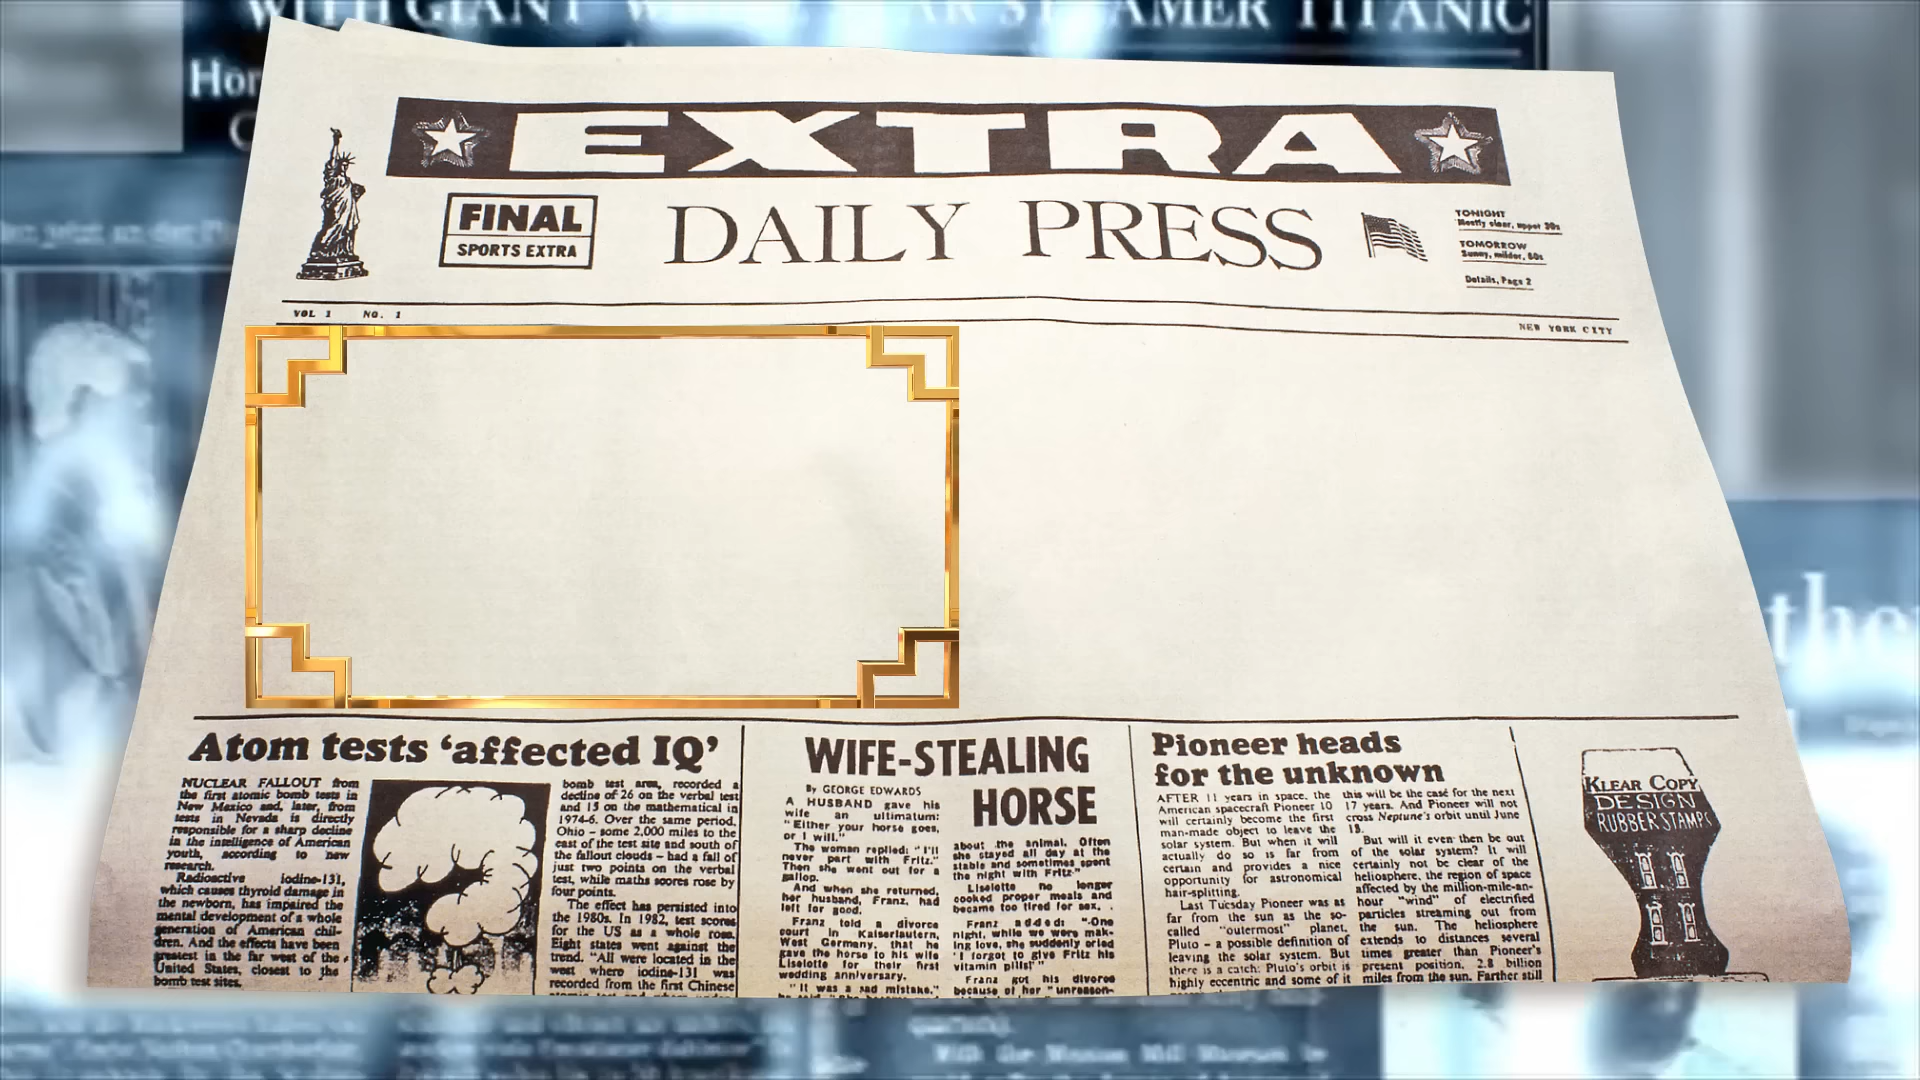 WITH GIANT
AR ST AMER TITANIC
EXTRA
FINAL
SPORTS EXTRA
DAILY PRESS
TONIGHT
Mostly clear, upper 30s
TOMORROW
Sunny, milder, 60s
Details, Page 2
VOL 1 NO. 1
NEW YORK CITY
Atom tests ‘affected IQ’
NUCLEAR FALLOUT from
the first atomic bomb tests in
New Mexico and, later, from
tests in Nevada is directly
responsible for a sharp decline
in the intelligence of American
youth, according to new
research.
Radioactive iodine-131,
which causes thyroid damage in
the newborn, has impaired the
mental development of a whole
generation of American chil-
dren. And the effects have been
greatest in the far west of the
United States, closest to the
bomb test sites.
bomb test area, recorded a
decline of 26 on the verbal test
and 15 on the mathematical in
1974-6. Over the same period,
Ohio – some 2,000 miles to the
east of the test site and south of
the fallout clouds – had a fall of
just two points on the verbal
test, while maths scores rose by
four points.
The effect has persisted into
the 1980s. In 1982, test scores
for the US as a whole rose.
Eight states went against the
trend. “All were located in the
west where iodine-131 was
recorded from the first Chinese
WIFE-STEALING
HORSE
By GEORGE EDWARDS
A HUSBAND gave his
wife an ultimatum:
“Either your horse goes,
or I will.”
The woman replied: “I'll
never part with Fritz.”
Then she went out for a
gallop.
And when she returned,
her husband, Franz, had
left for good.
Franz told a divorce
court in Kaiserlautern,
West Germany, that he
gave the horse to his wife
Liselotte for their first
wedding anniversary.
“It was a sad mistake,”
about the animal. Often
she stayed all day at the
stable and sometimes spent
the night with Fritz.”
Liselotte no longer
cooked proper meals and
became too tired for sex.
Franz added: “One
night, while we were mak-
ing love, she suddenly cried
‘I forgot to give Fritz his
vitamin pills!’”
Franz got his divorce
because of her “unreason-
Pioneer heads
for the unknown
AFTER 11 years in space, the
American spacecraft Pioneer 10
will certainly become the first
man-made object to leave the
solar system. But when it will
actually do so is far from
certain and provides a nice
opportunity for astronomical
hair-splitting.
Last Tuesday Pioneer was as
far from the sun as the so-
called “outermost” planet,
Pluto – a possible definition of
leaving the solar system. But
there is a catch: Pluto's orbit is
highly eccentric and some of it
this will be the case for the next
17 years. And Pioneer will not
cross Neptune's orbit until June
13.
But will it even then be out
of the solar system? It will
certainly not be clear of the
heliosphere, the region of space
affected by the million-mile-an-
hour “wind” of electrified
particles streaming out from
the sun. The heliosphere
extends to distances several
times greater than Pioneer's
present position, 2.8 billion
miles from the sun. Farther still
KLEAR COPY
DESIGN
RUBBER STAMPS